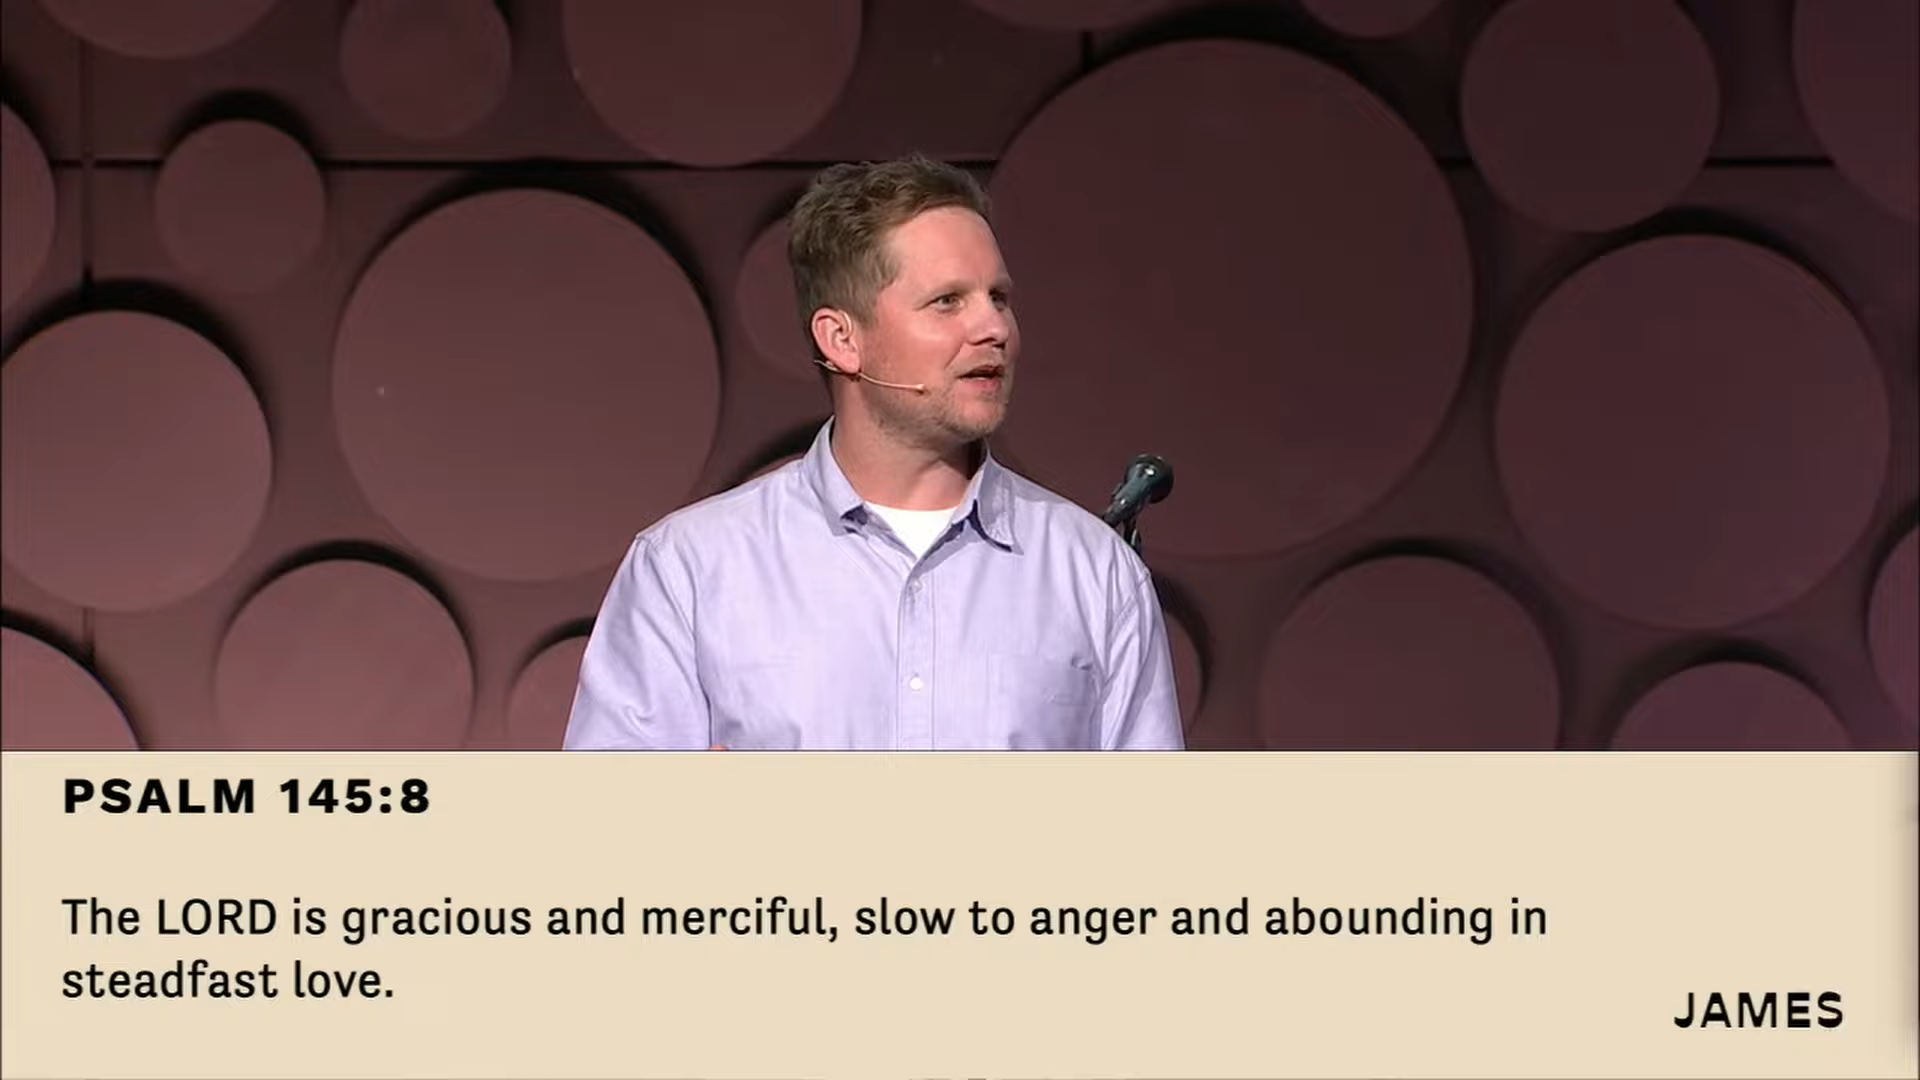 PSALM 145:8
The LORD is gracious and merciful, slow to anger and abounding in
steadfast love.
JAMES